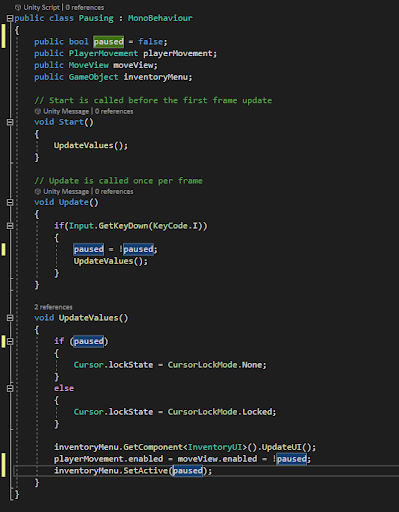 Unity Script | 0 references
public class Pausing : MonoBehaviour
{
public bool paused = false;
public PlayerMovement playerMovement;
public MoveView moveView;
public GameObject inventoryMenu;
// Start is called before the first frame update
Unity Message | 0 references
void Start()
{
UpdateValues();
}
// Update is called once per frame
Unity Message | 0 references
void Update()
{
if(Input.GetKeyDown(KeyCode.I))
{
paused = !paused;
UpdateValues();
}
}
2 references
void UpdateValues()
{
if (paused)
{
Cursor.lockState = CursorLockMode.None;
}
else
{
Cursor.lockState = CursorLockMode.Locked;
}
inventoryMenu.GetComponent<InventoryUI>().UpdateUI();
playerMovement.enabled = moveView.enabled = !paused;
inventoryMenu.SetActive(paused);
}
}